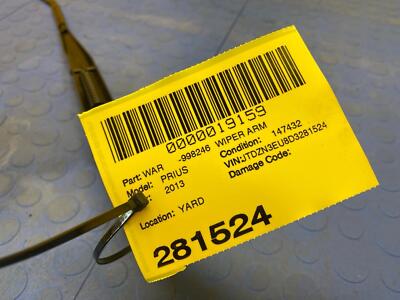 0000019159
Part: WAR -998246 WIPER ARM
Model: PRIUS Condition: 147432
2013 VIN:JTDZN3EU8D3281524
Damage Code:
Location: YARD
281524